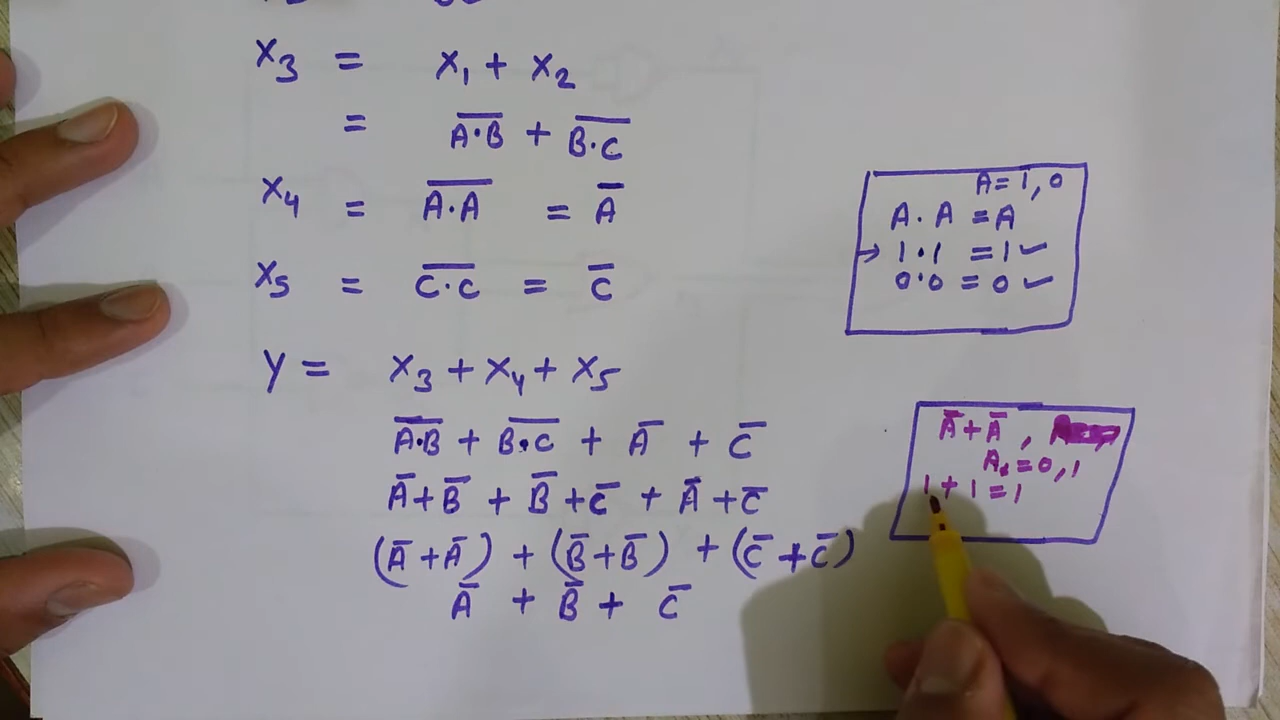 X₃ = X₁ + X₂
= A̅·̅B̅ + B̅·̅C̅
X₄ = A̅·̅A̅ = A̅
X₅ = C̅·̅C̅ = C̅
Y = X₃ + X₄ + X₅
A̅·̅B̅ + B̅·̅C̅ + A̅ + C̅
A̅ + B̅ + B̅ + C̅ + A̅ + C̅
(A̅ + A̅) + (B̅ + B̅) + (C̅ + C̅)
A̅ + B̅ + C̅
A = 1, 0
A · A = A
→ 1 · 1 = 1 ✓
0 · 0 = 0 ✓
A̅ + A̅ ,
A = 0, 1
1 + 1 = 1